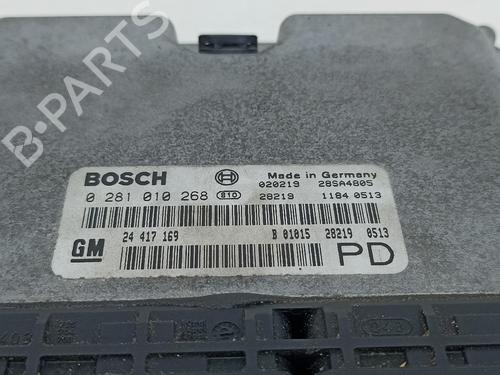 B-PARTS
BOSCH Made in Germany
020219 28SA4805
0 281 010 268 B10 28219 1184 0513
GM 24 417 169 B 01015 28219 0513
PD